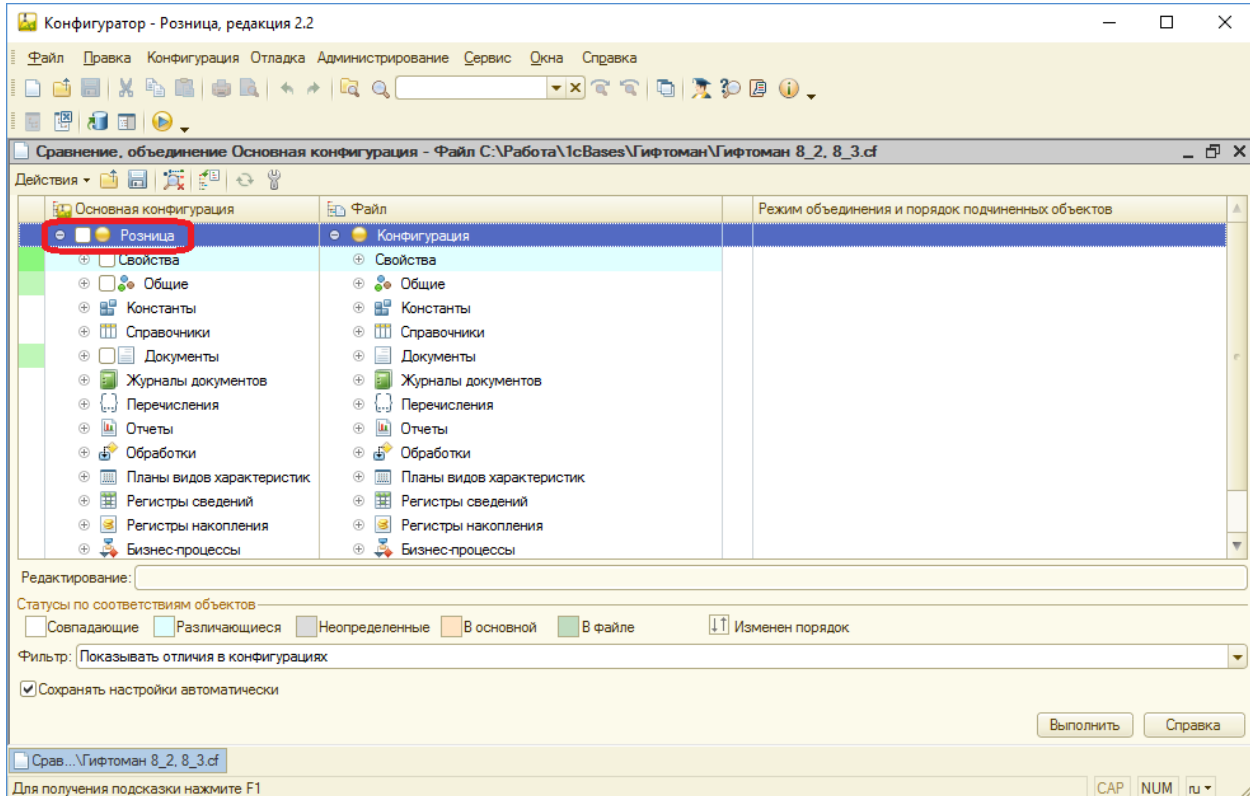 Конфигуратор - Розница, редакция 2.2
Файл Правка Конфигурация Отладка Администрирование Сервис Окна Справка
Сравнение, объединение Основная конфигурация - Файл C:\Работа\1cBases\Гифтоман\Гифтоман 8_2, 8_3.cf
Действия
Основная конфигурация Файл Режим объединения и порядок подчиненных объектов
Розница Конфигурация
Свойства Свойства
Общие Общие
Константы Константы
Справочники Справочники
Документы Документы
Журналы документов Журналы документов
Перечисления Перечисления
Отчеты Отчеты
Обработки Обработки
Планы видов характеристик Планы видов характеристик
Регистры сведений Регистры сведений
Регистры накопления Регистры накопления
Бизнес-процессы Бизнес-процессы
Редактирование:
Статусы по соответствиям объектов
Совпадающие Различающиеся Неопределенные В основной В файле Изменен порядок
Фильтр: Показывать отличия в конфигурациях
Сохранять настройки автоматически
Выполнить Справка
Срав...\Гифтоман 8_2, 8_3.cf
Для получения подсказки нажмите F1 CAP NUM ru